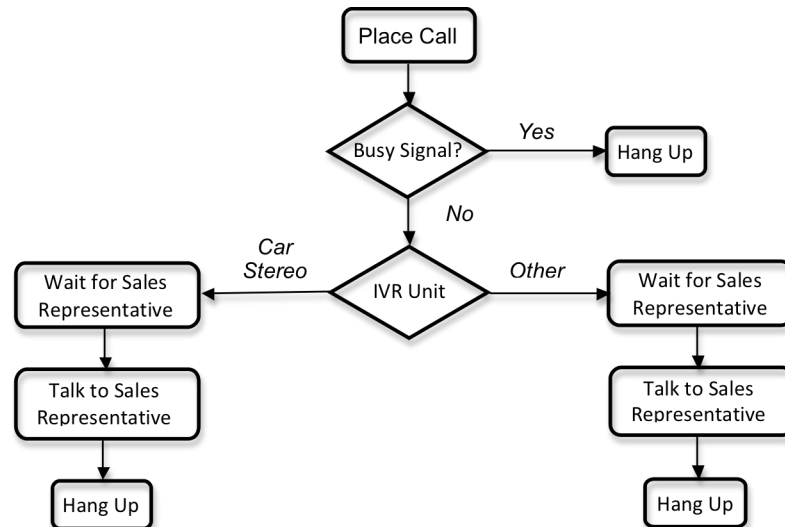 Place Call
Busy Signal?
Yes
Hang Up
No
Car
Stereo
IVR Unit
Other
Wait for Sales
Representative
Wait for Sales
Representative
Talk to Sales
Representative
Talk to Sales
Representative
Hang Up
Hang Up